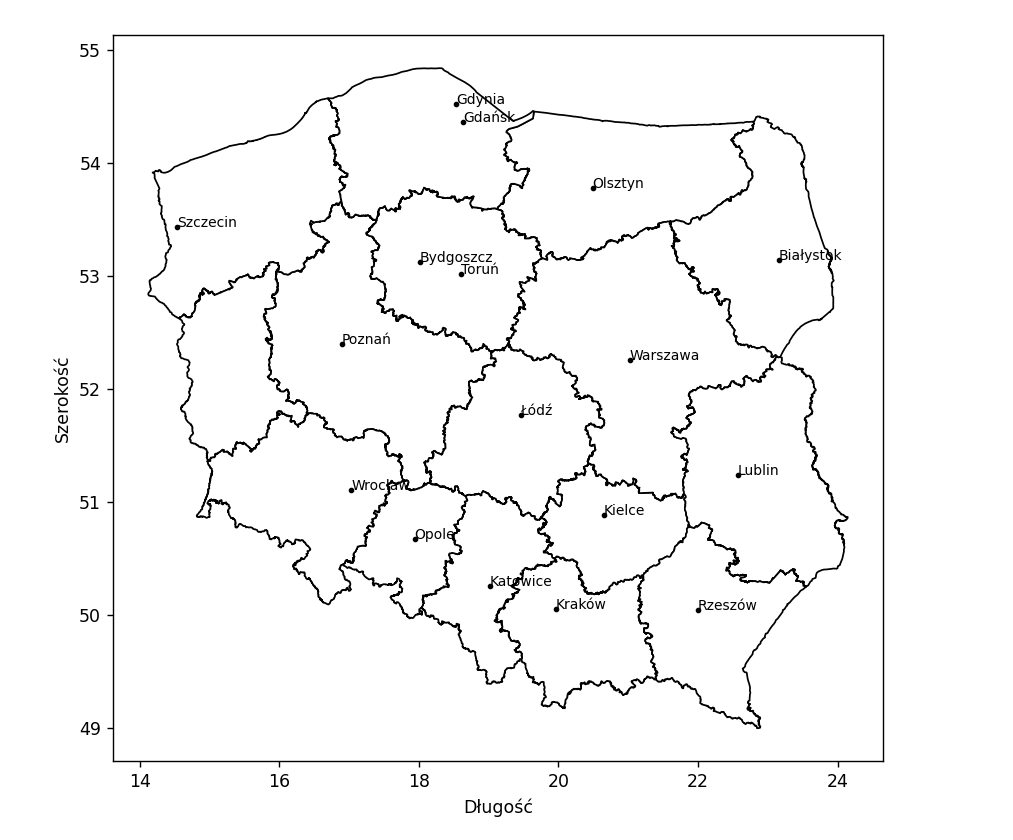 55
Gdynia
Gdańsk
54
Olsztyn
Szczecin
Bydgoszcz
Białystok
Toruń
53
Poznań
Warszawa
52
Łódź
Szerokość
Lublin
Wrocław
51
Kielce
Opole
Katowice
Kraków
Rzeszów
50
49
14 16 18 20 22 24
Długość